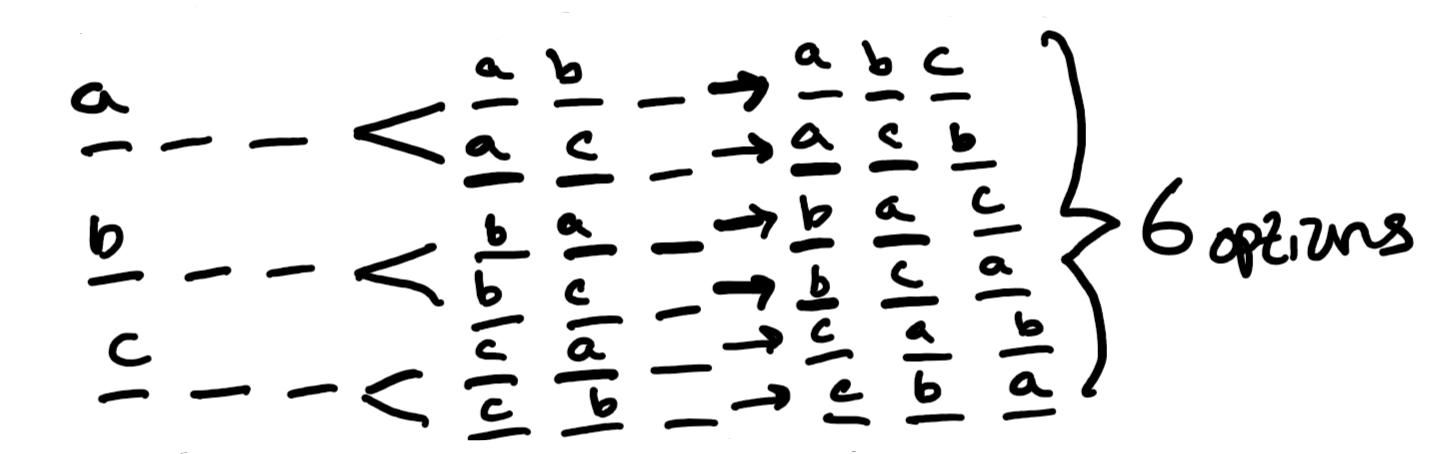 a b → a b c
a
a c → a c b
b a → b a c
b
b c → b c a
6 options
c a → c a b
c
c b → c b a